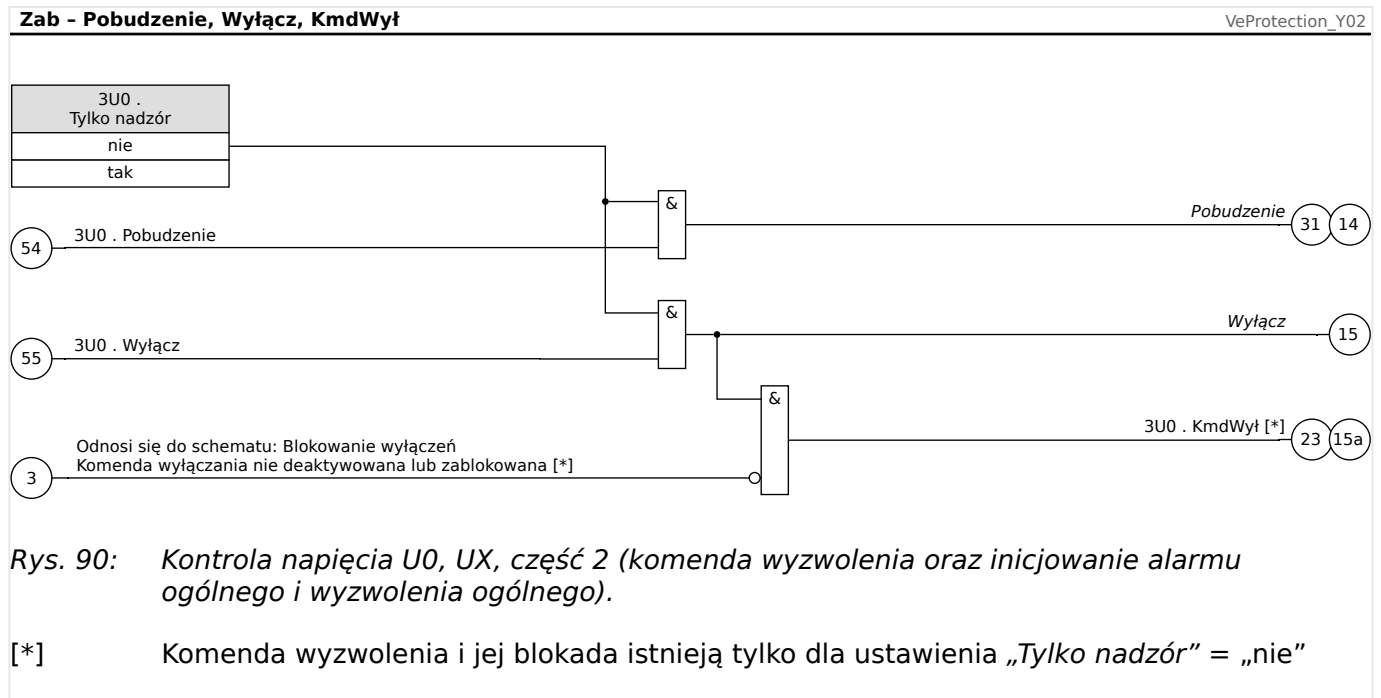 Zab – Pobudzenie, Wyłącz, KmdWył
VeProtection_Y02
3U0 .
Tylko nadzór
nie
tak
&
Pobudzenie
31
14
54
3U0 . Pobudzenie
&
Wyłącz
15
55
3U0 . Wyłącz
&
3U0 . KmdWył [*]
23
15a
Odnosi się do schematu: Blokowanie wyłączeń
Komenda wyłączania nie deaktywowana lub zablokowana [*]
3
Rys. 90: Kontrola napięcia U0, UX, część 2 (komenda wyzwolenia oraz inicjowanie alarmu
ogólnego i wyzwolenia ogólnego).
[*] Komenda wyzwolenia i jej blokada istnieją tylko dla ustawienia „Tylko nadzór” = „nie”